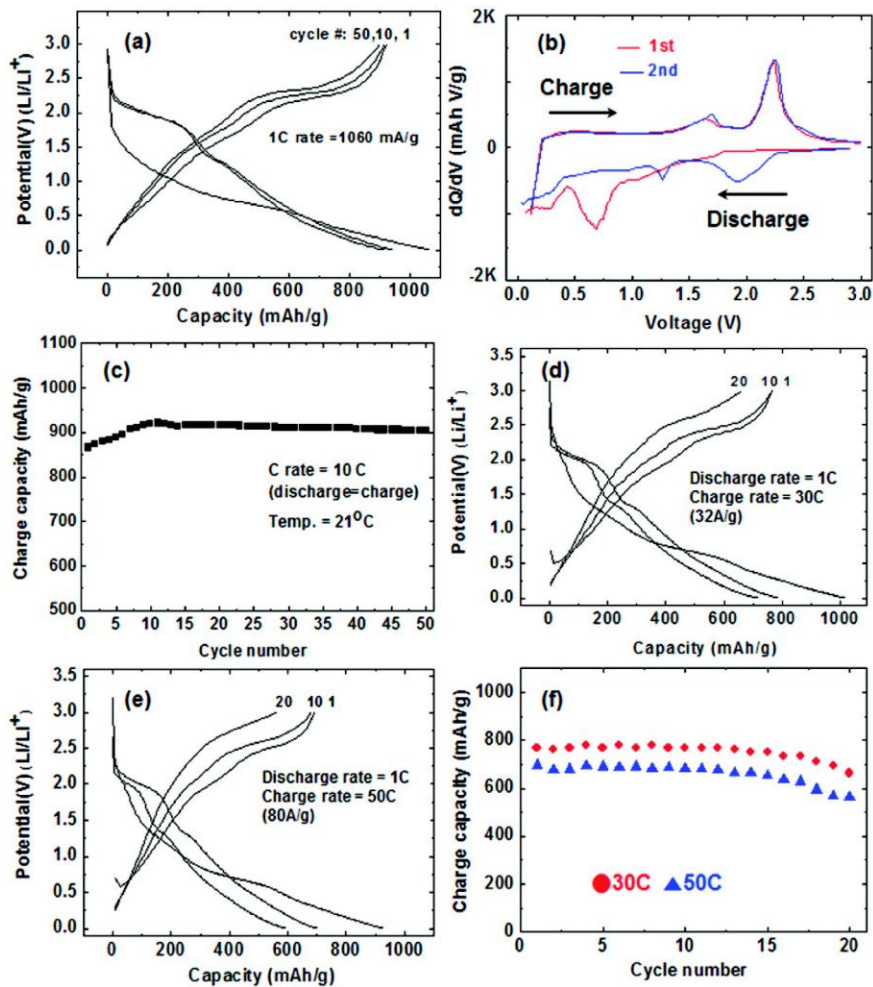 (a)
cycle #: 50,10, 1
1C rate =1060 mA/g
Potential(V) (Li/Li+)
3.0
2.5
2.0
1.5
1.0
0.5
0.0
0 200 400 600 800 1000
Capacity (mAh/g)
(b)
1st
2nd
Charge
Discharge
dQ/dV (mAh V/g)
2K
0
-2K
0.0 0.5 1.0 1.5 2.0 2.5 3.0
Voltage (V)
(c)
C rate = 10 C
(discharge=charge)
Temp. = 21°C
Charge capacity (mAh/g)
1100
1000
900
800
700
600
500
0 5 10 15 20 25 30 35 40 45 50
Cycle number
(d)
20 10 1
Discharge rate = 1C
Charge rate = 30C
(32A/g)
Potential(V) (Li/Li+)
3.5
3.0
2.5
2.0
1.5
1.0
0.5
0.0
0 200 400 600 800 1000
Capacity (mAh/g)
(e)
20 10 1
Discharge rate = 1C
Charge rate = 50C
(80A/g)
Potential(V) (Li/Li+)
3.5
3.0
2.5
2.0
1.5
1.0
0.5
0.0
0 200 400 600 800 1000
Capacity (mAh/g)
(f)
30C 50C
Charge capacity (mAh/g)
1000
800
600
400
200
0
5 10 15 20
Cycle number